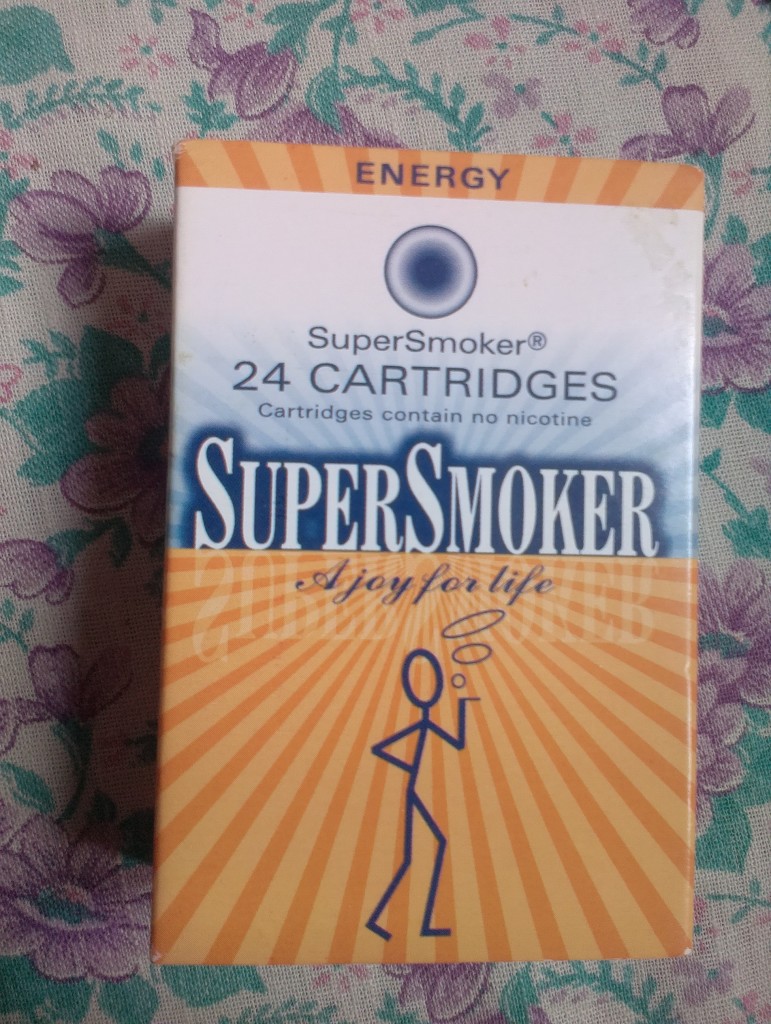 ENERGY
SuperSmoker®
24 CARTRIDGES
Cartridges contain no nicotine
SUPERSMOKER
A joy for life